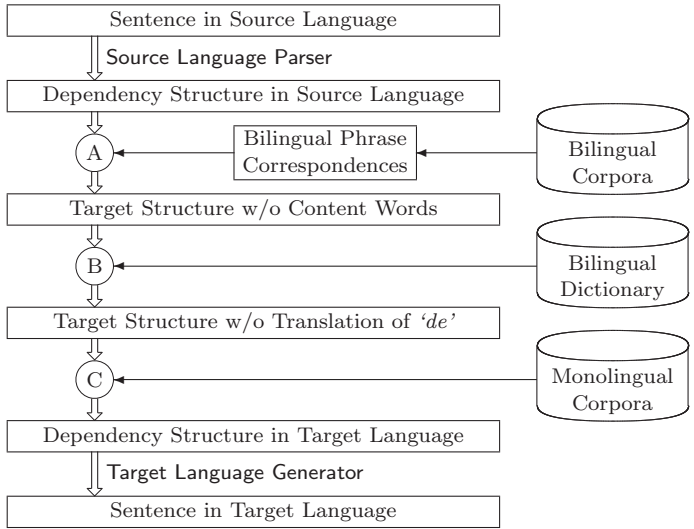 Sentence in Source Language
Source Language Parser
Dependency Structure in Source Language
A
Bilingual Phrase
Correspondences
Bilingual
Corpora
Target Structure w/o Content Words
B
Bilingual
Dictionary
Target Structure w/o Translation of ‘de’
C
Monolingual
Corpora
Dependency Structure in Target Language
Target Language Generator
Sentence in Target Language